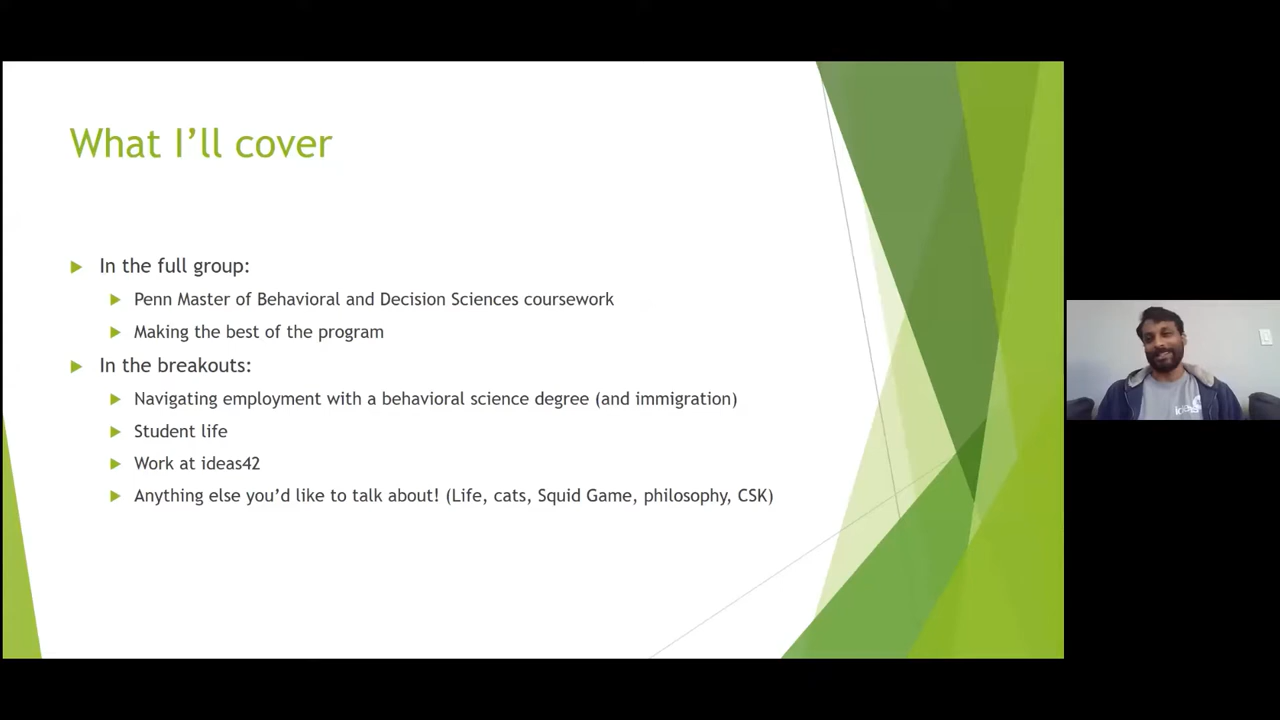 What I'll cover
In the full group:
Penn Master of Behavioral and Decision Sciences coursework
Making the best of the program
In the breakouts:
Navigating employment with a behavioral science degree (and immigration)
Student life
Work at ideas42
Anything else you'd like to talk about! (Life, cats, Squid Game, philosophy, CSK)